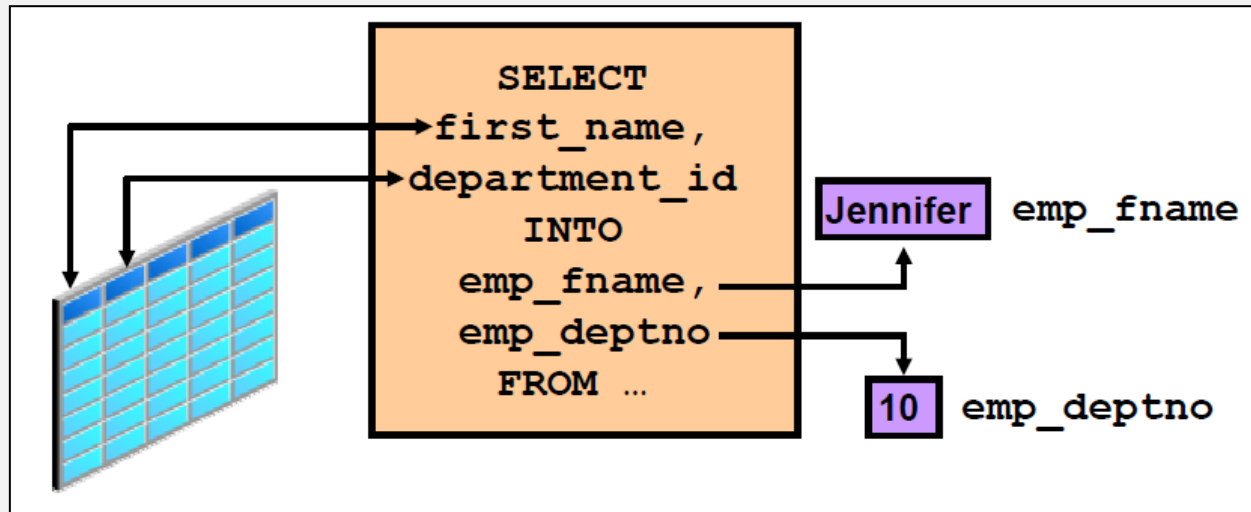 SELECT
first_name,
department_id
INTO
emp_fname,
emp_deptno
FROM …
Jennifer emp_fname
10 emp_deptno